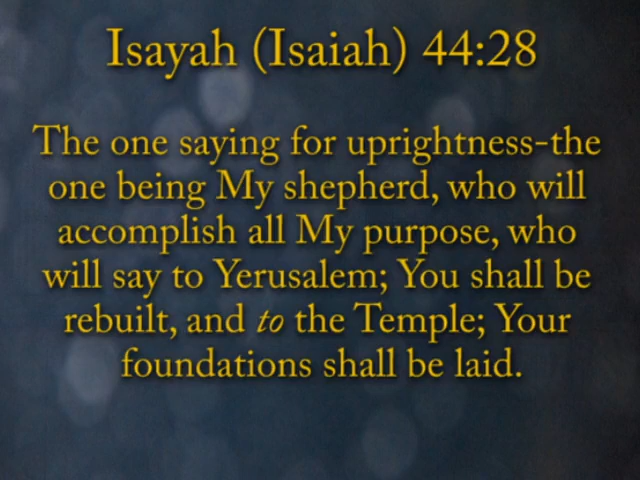 Isayah (Isaiah) 44:28
The one saying for uprightness-the
one being My shepherd, who will
accomplish all My purpose, who
will say to Yerusalem; You shall be
rebuilt, and to the Temple; Your
foundations shall be laid.